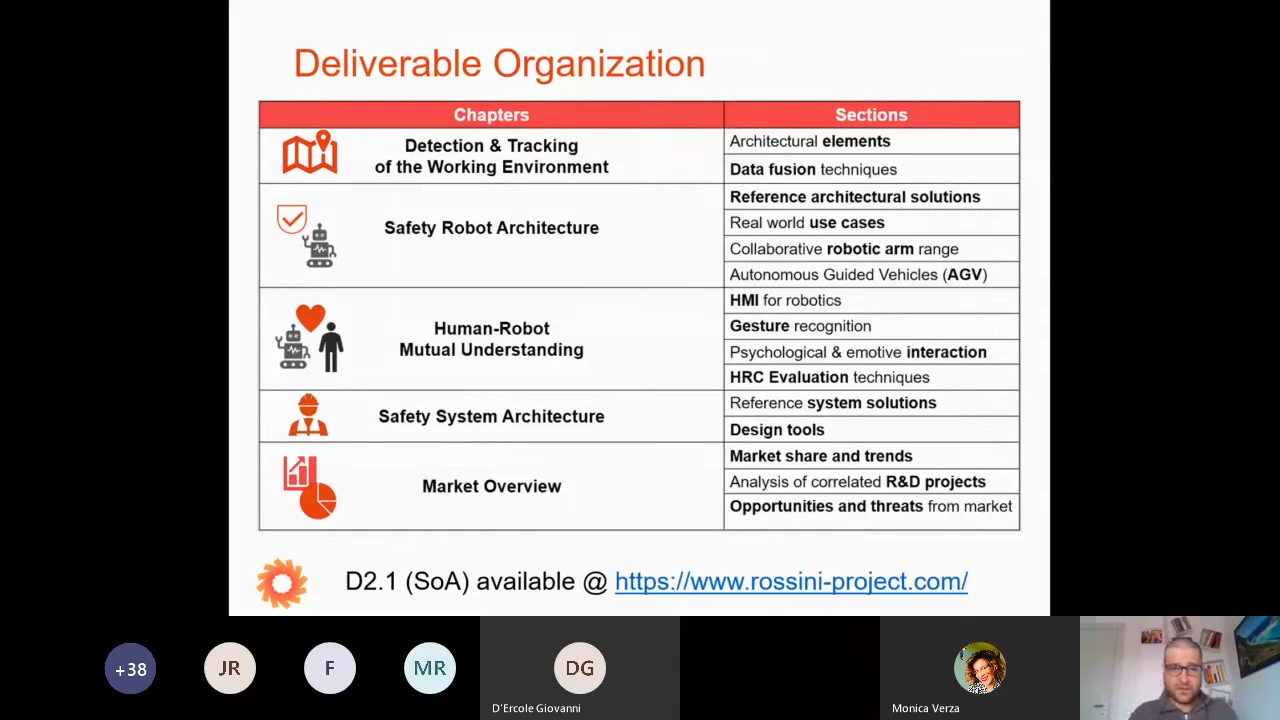 Deliverable Organization
Chapters
Sections
Detection & Tracking
of the Working Environment
Architectural elements
Data fusion techniques
Safety Robot Architecture
Reference architectural solutions
Real world use cases
Collaborative robotic arm range
Autonomous Guided Vehicles (AGV)
Human-Robot
Mutual Understanding
HMI for robotics
Gesture recognition
Psychological & emotive interaction
HRC Evaluation techniques
Safety System Architecture
Reference system solutions
Design tools
Market Overview
Market share and trends
Analysis of correlated R&D projects
Opportunities and threats from market
D2.1 (SoA) available @ https://www.rossini-project.com/
+38
JR
F
MR
DG
D'Ercole Giovanni
Monica Verza